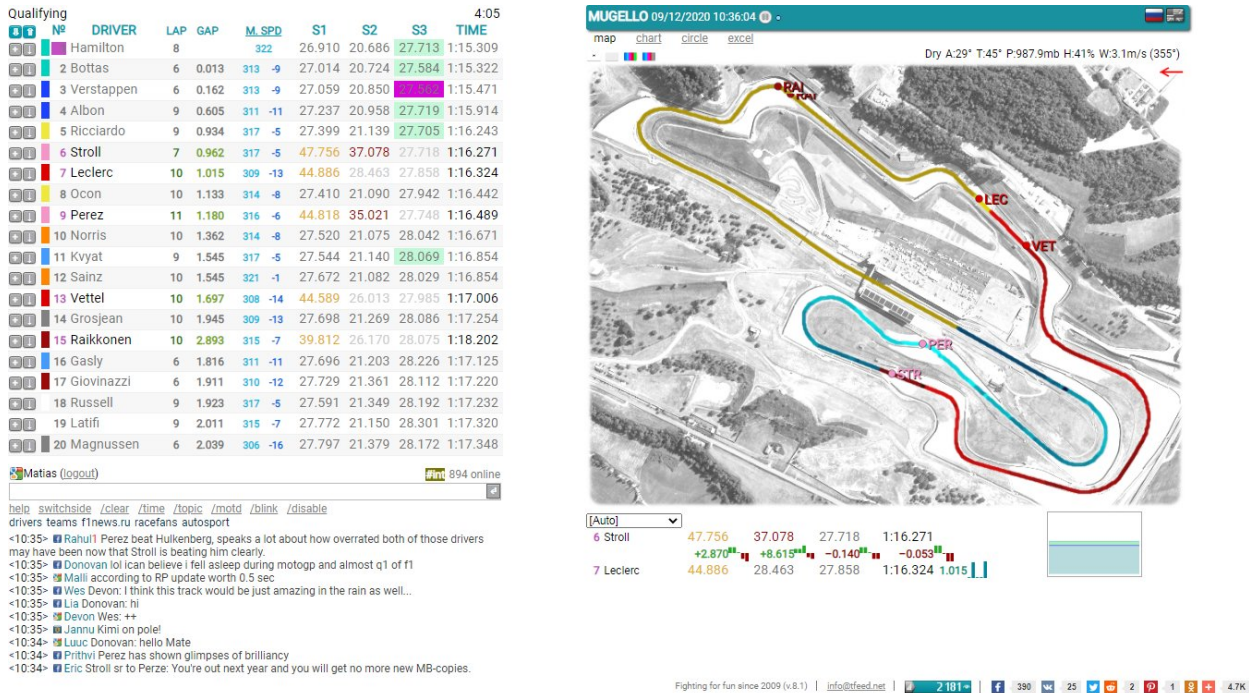 Qualifying 4:05
Nº DRIVER LAP GAP M. SPD S1 S2 S3 TIME
Hamilton 8 322 26.910 20.686 27.713 1:15.309
2 Bottas 6 0.013 313 -9 27.014 20.724 27.584 1:15.322
3 Verstappen 6 0.162 313 -9 27.059 20.850 27.562 1:15.471
4 Albon 9 0.605 311 -11 27.237 20.958 27.719 1:15.914
5 Ricciardo 9 0.934 317 -5 27.399 21.139 27.705 1:16.243
6 Stroll 7 0.962 317 -5 47.756 37.078 27.718 1:16.271
7 Leclerc 10 1.015 309 -13 44.886 28.463 27.858 1:16.324
8 Ocon 10 1.133 314 -8 27.410 21.090 27.942 1:16.442
9 Perez 11 1.180 316 -6 44.818 35.021 27.748 1:16.489
10 Norris 10 1.362 314 -8 27.520 21.075 28.042 1:16.671
11 Kvyat 9 1.545 317 -5 27.544 21.140 28.069 1:16.854
12 Sainz 10 1.545 321 -1 27.672 21.082 28.029 1:16.854
13 Vettel 10 1.697 308 -14 44.589 26.013 27.985 1:17.006
14 Grosjean 10 1.945 309 -13 27.698 21.269 28.086 1:17.254
15 Raikkonen 10 2.893 315 -7 39.812 26.170 28.075 1:18.202
16 Gasly 6 1.816 311 -11 27.696 21.203 28.226 1:17.125
17 Giovinazzi 6 1.911 310 -12 27.729 21.361 28.112 1:17.220
18 Russell 9 1.923 317 -5 27.591 21.349 28.192 1:17.232
19 Latifi 9 2.011 315 -7 27.772 21.150 28.301 1:17.320
20 Magnussen 6 2.039 306 -16 27.797 21.379 28.172 1:17.348
Matias (logout) #int 894 online
help switchside /clear /time /topic /motd /blink /disable
drivers teams f1news.ru racefans autosport
<10:35> Rahul1 Perez beat Hulkenberg, speaks a lot about how overrated both of those drivers
may have been now that Stroll is beating him clearly.
<10:35> Donovan lol ican believe i fell asleep during motogp and almost q1 of f1
<10:35> Malli according to RP update worth 0.5 sec
<10:35> Wes Devon: I think this track would be just amazing in the rain as well...
<10:35> Lia Donovan: hi
<10:35> Devon Wes: ++
<10:35> Jannu Kimi on pole!
<10:34> Luuc Donovan: hello Mate
<10:34> Prithvi Perez has shown glimpses of brilliancy
<10:34> Eric Stroll sr to Perze: You're out next year and you will get no more new MB-copies.
MUGELLO 09/12/2020 10:36:04
map chart circle excel
Dry A:29° T:45° P:987.9mb H:41% W:3.1m/s (355°)
RAI
LEC
VET
PER
STR
[Auto]
6 Stroll 47.756 37.078 27.718 1:16.271
+2.870 +8.615 -0.140 -0.053
7 Leclerc 44.886 28.463 27.858 1:16.324 1.015
Fighting for fun since 2009 (v.8.1) | info@tfeed.net | 2 181 | 390 25 2 1 4.7K